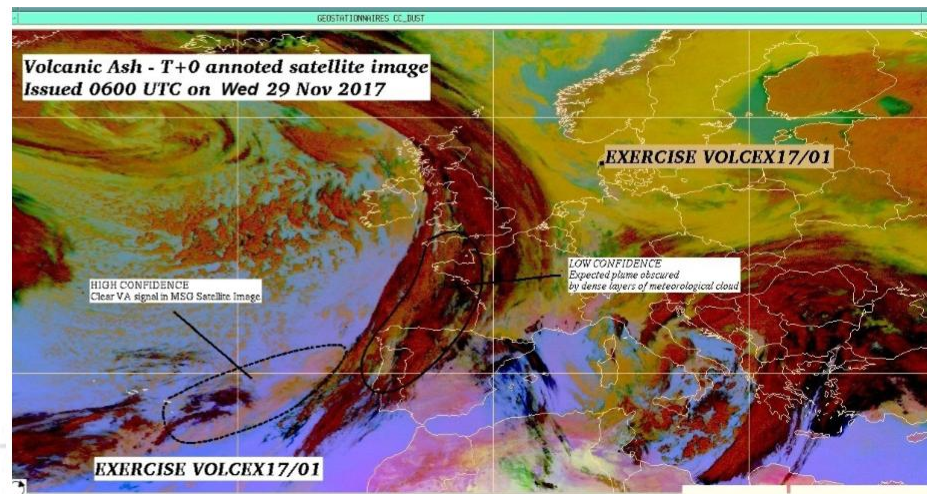 GEOSTATIONNAIRES CC_DUST
Volcanic Ash - T+0 annoted satellite image
Issued 0600 UTC on Wed 29 Nov 2017
EXERCISE VOLCEX17/01
LOW CONFIDENCE
Expected plume obscured
by dense layers of meteorological cloud
HIGH CONFIDENCE
Clear VA signal in MSG Satellite Image.
EXERCISE VOLCEX17/01